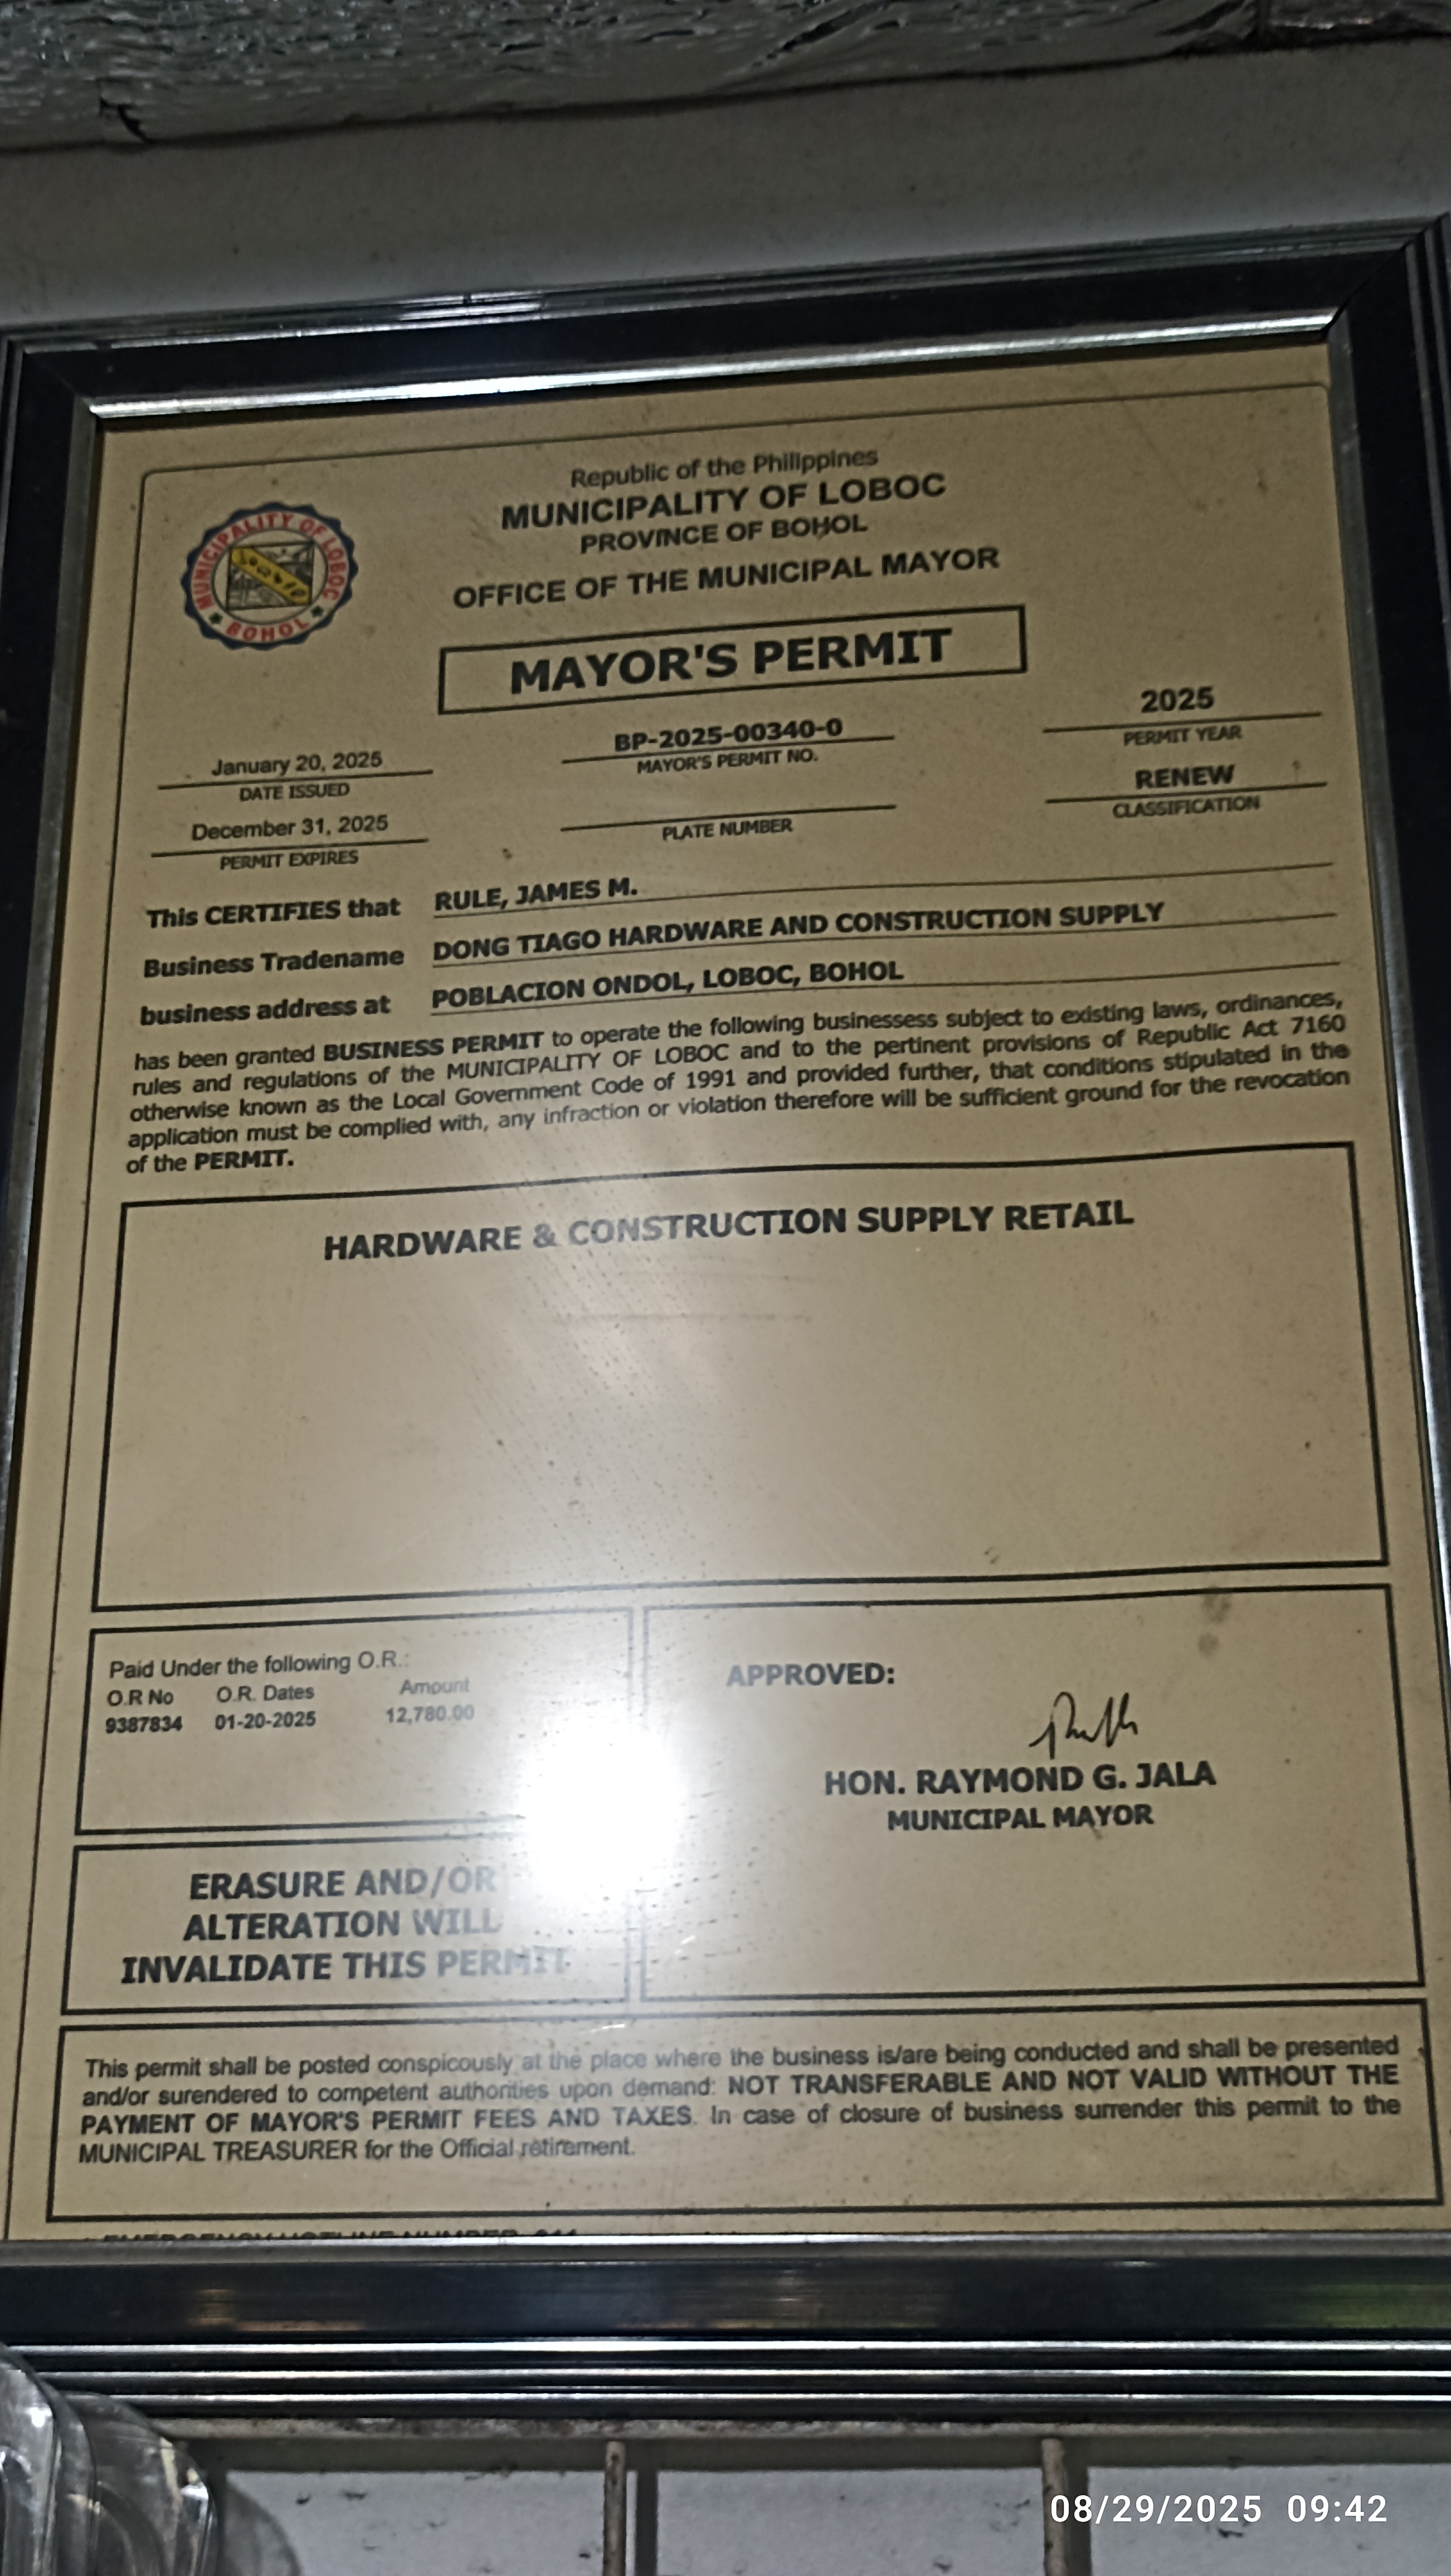 Republic of the Philippines
MUNICIPALITY OF LOBOC
PROVINCE OF BOHOL
OFFICE OF THE MUNICIPAL MAYOR
MUNICIPALITY OF LOBOC
BOHOL
MAYOR'S PERMIT
January 20, 2025
DATE ISSUED
BP-2025-00340-0
MAYOR'S PERMIT NO.
2025
PERMIT YEAR
December 31, 2025
PERMIT EXPIRES
PLATE NUMBER
RENEW
CLASSIFICATION
This CERTIFIES that RULE, JAMES M.
Business Tradename DONG TIAGO HARDWARE AND CONSTRUCTION SUPPLY
business address at POBLACION ONDOL, LOBOC, BOHOL
has been granted BUSINESS PERMIT to operate the following businessess subject to existing laws, ordinances,
rules and regulations of the MUNICIPALITY OF LOBOC and to the pertinent provisions of Republic Act 7160
otherwise known as the Local Government Code of 1991 and provided further, that conditions stipulated in the
application must be complied with, any infraction or violation therefore will be sufficient ground for the revocation
of the PERMIT.
HARDWARE & CONSTRUCTION SUPPLY RETAIL
Paid Under the following O.R.:
O.R No O.R. Dates Amount
9387834 01-20-2025 12,780.00
APPROVED:
HON. RAYMOND G. JALA
MUNICIPAL MAYOR
ERASURE AND/OR
ALTERATION WILL
INVALIDATE THIS PERMIT.
This permit shall be posted conspicously at the place where the business is/are being conducted and shall be presented
and/or surendered to competent authorities upon demand: NOT TRANSFERABLE AND NOT VALID WITHOUT THE
PAYMENT OF MAYOR'S PERMIT FEES AND TAXES. In case of closure of business surrender this permit to the
MUNICIPAL TREASURER for the Official retirement.
EMERGENCY HOTLINE NUMBER
08/29/2025 09:42